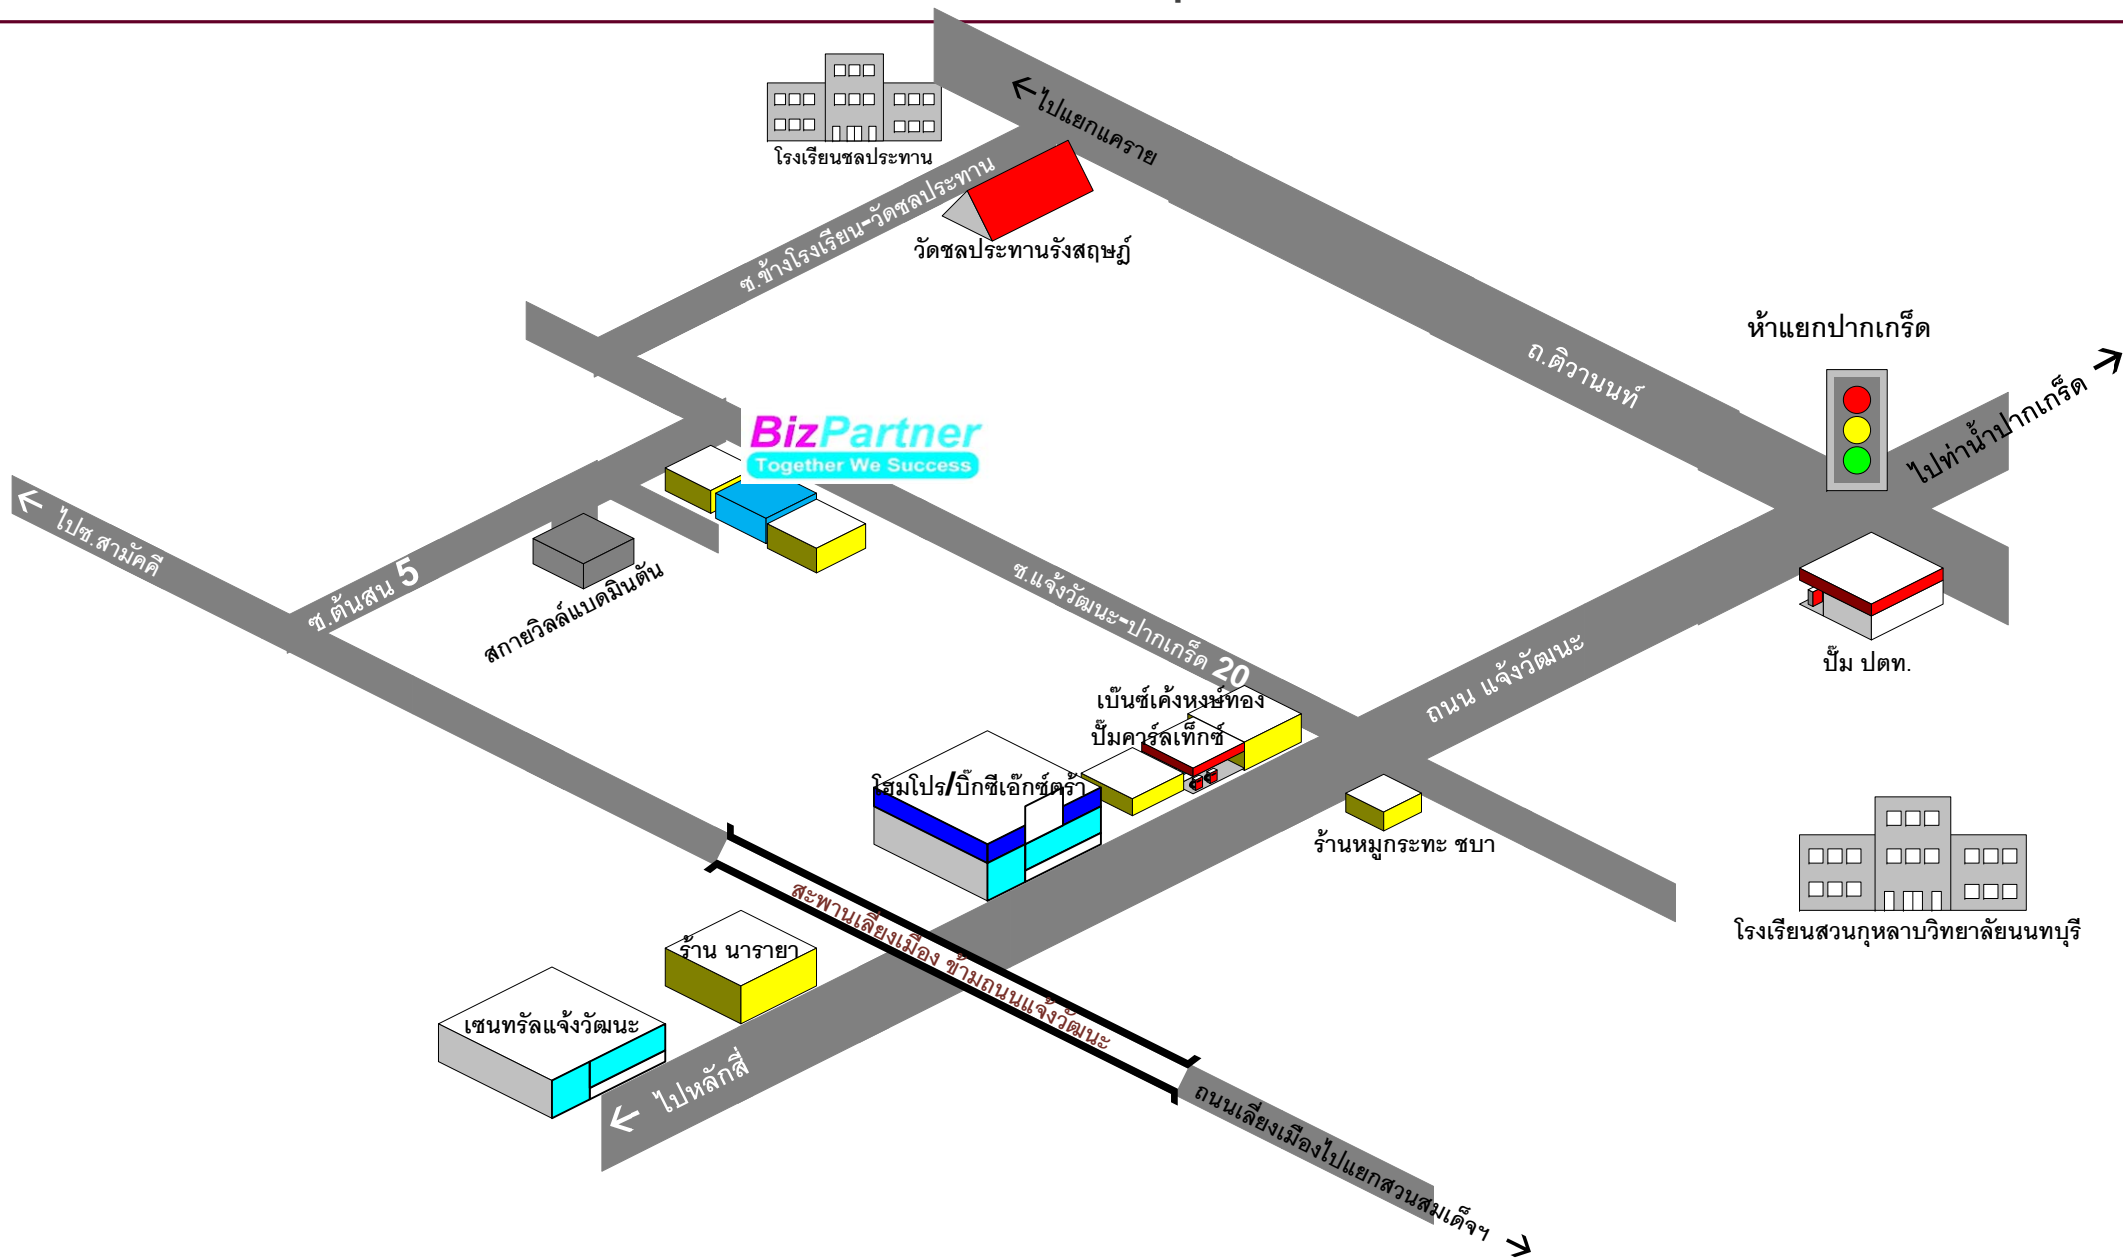 ←ไปแยกแคราย
โรงเรียนชลประทาน
ซ.ข้างโรงเรียน-วัดชลประทาน
วัดชลประทานรังสฤษฎ์
ห้าแยกปากเกร็ด
ถ.ติวานนท์
ไปท่าน้ำปากเกร็ด →
BizPartner
Together We Success
← ไปซ.สามัคคี
ซ.ต้นสน 5
สกายวิลล์แบดมินตัน
ซ.แจ้งวัฒนะ-ปากเกร็ด 20
ถนน แจ้งวัฒนะ
ปั๊ม ปตท.
เบ๊นซ์เค้งหงษ์ทอง
ปั๊มคาร์ลเท็กซ์
โฮมโปร/บิ๊กซีเอ๊กซ์ตร้า
ร้านหมูกระทะ ชบา
โรงเรียนสวนกุหลาบวิทยาลัยนนทบุรี
สะพานเลี่ยงเมือง ข้ามถนนแจ้งวัฒนะ
ร้าน นารายา
เซนทรัลแจ้งวัฒนะ
← ไปหลักสี่
ถนนเลี่ยงเมืองไปแยกสวนสมเด็จฯ →